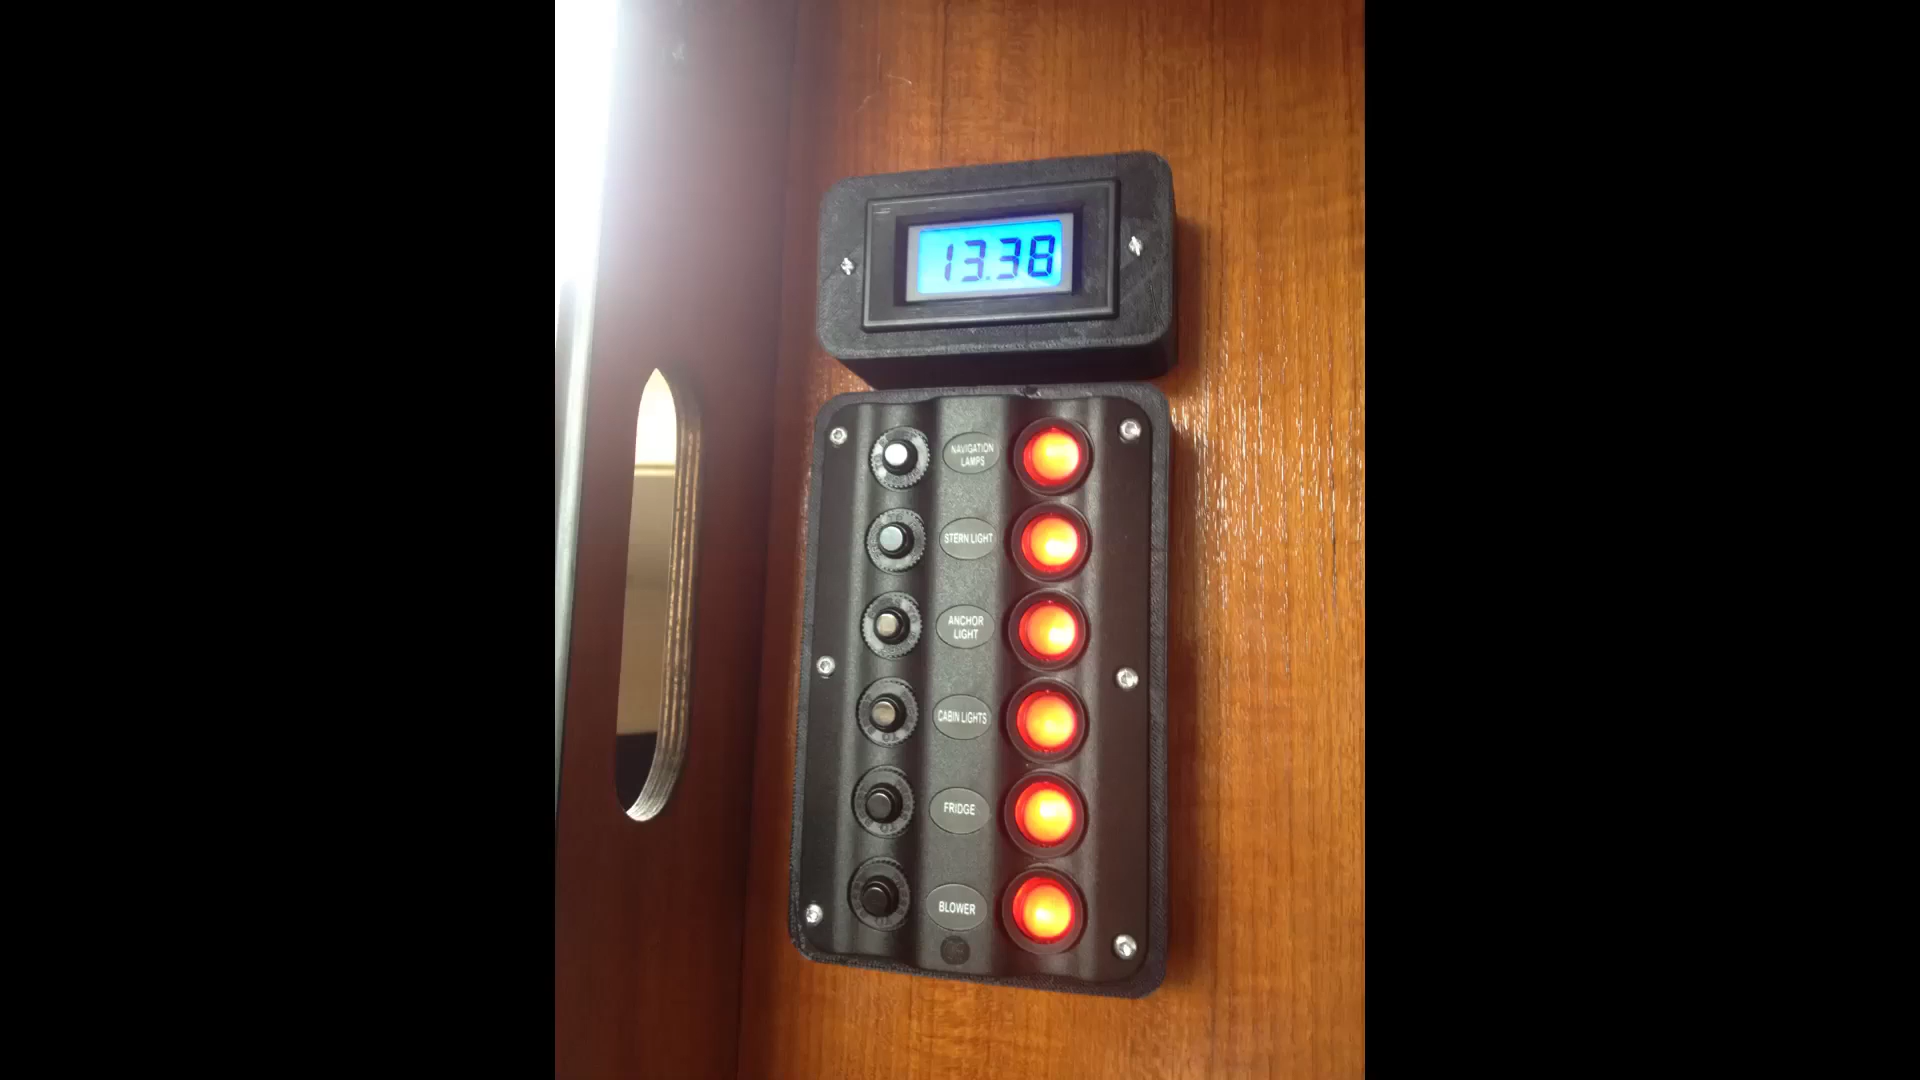 13.38
NAVIGATION
LAMPS
STERN LIGHT
ANCHOR
LIGHT
CABIN LIGHTS
FRIDGE
BLOWER